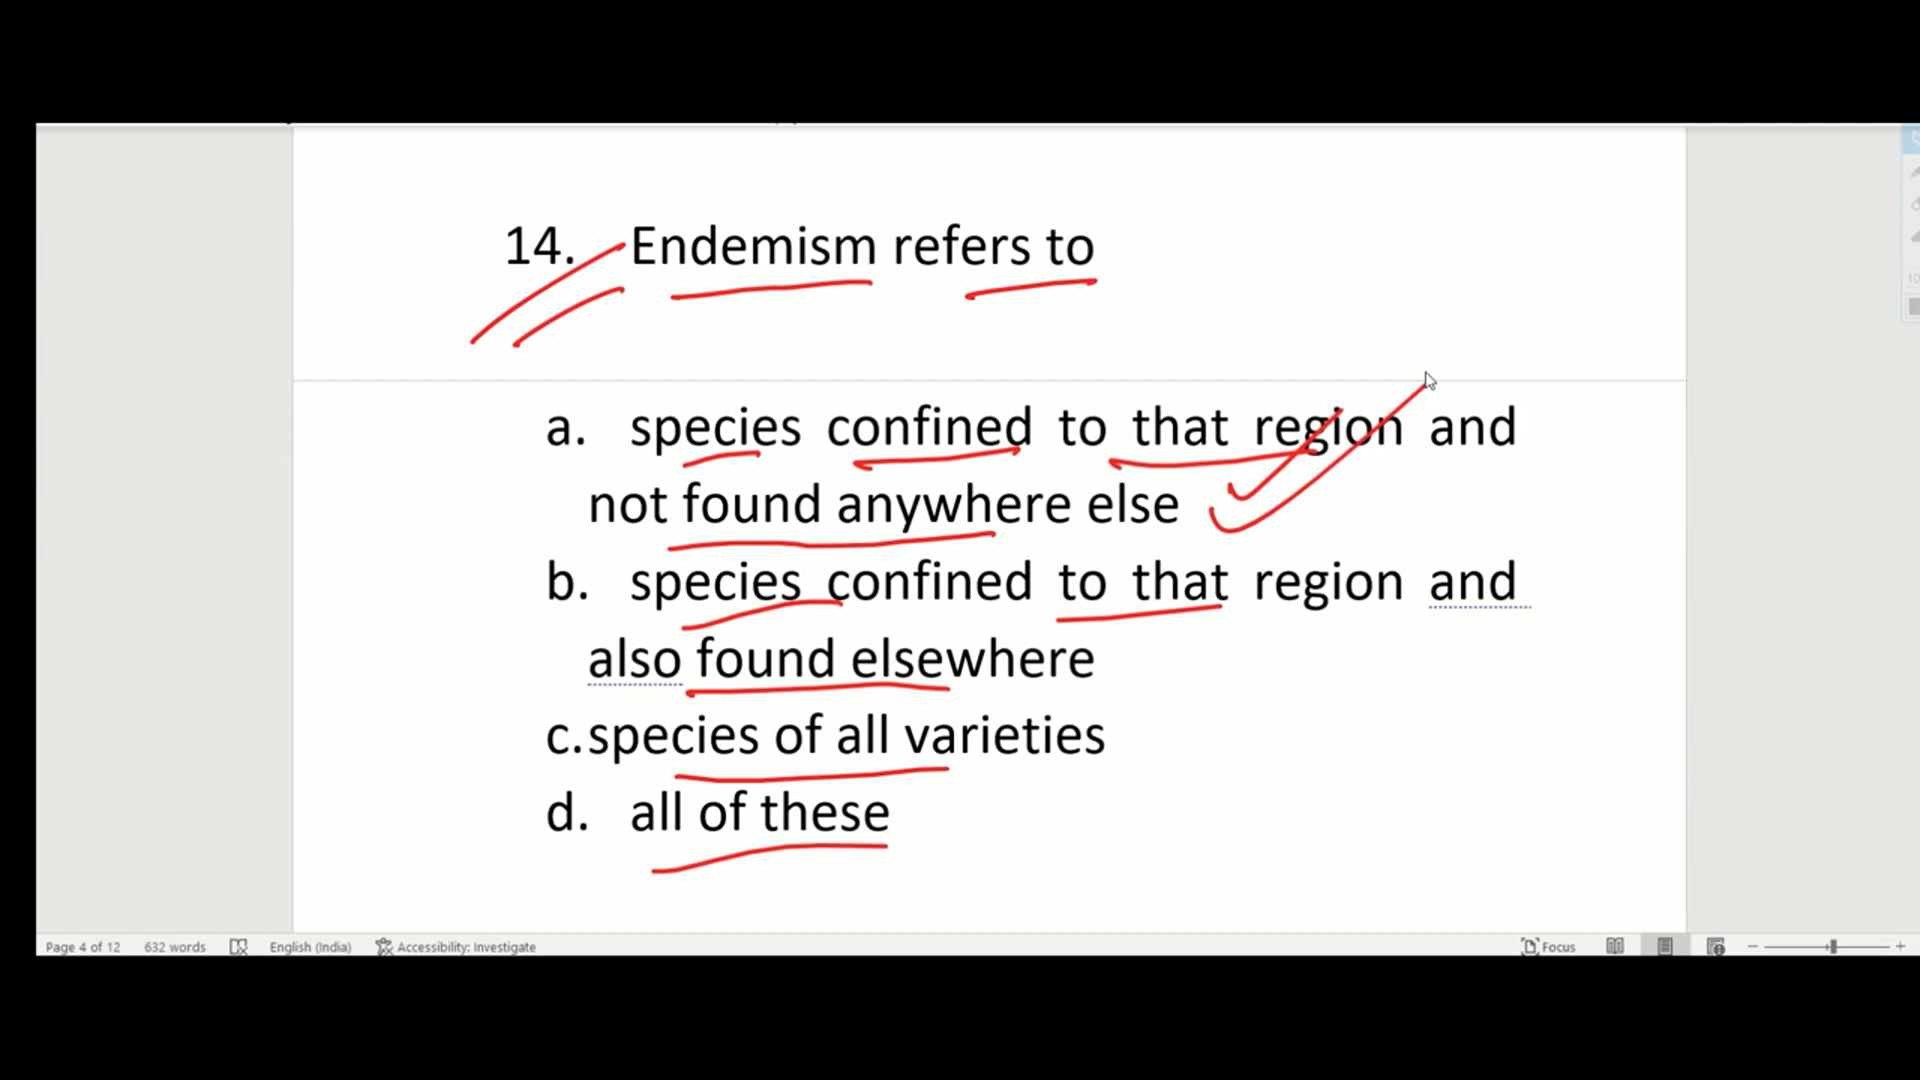 14. Endemism refers to
a. species confined to that region and
not found anywhere else
b. species confined to that region and
also found elsewhere
c. species of all varieties
d. all of these
Page 4 of 12 632 words English (India) Accessibility: Investigate Focus